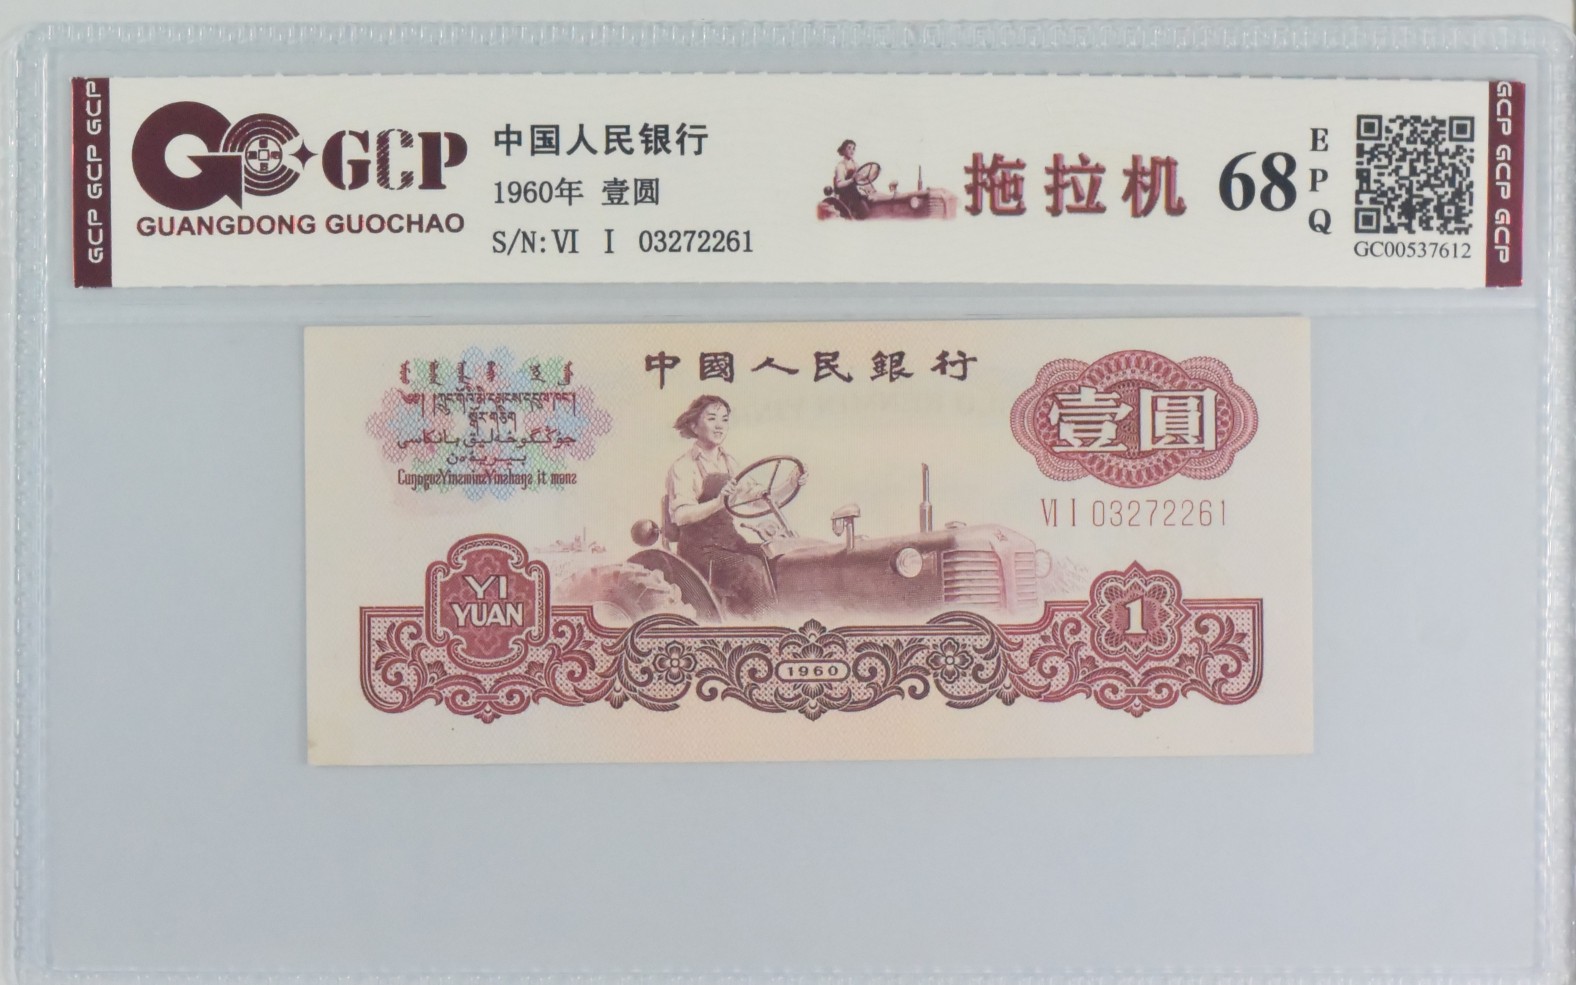 GCP GCP GCP
GCP
GUANGDONG GUOCHAO
中国人民银行
1960年 壹圆
S/N: VI I 03272261
拖拉机
68
EPQ
GC00537612
GCP GCP GCP
中國人民銀行
壹圓
VI I 03272261
YI
YUAN
1960
1